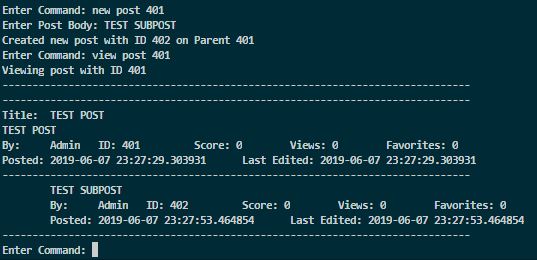 Enter Command: new post 401
Enter Post Body: TEST SUBPOST
Created new post with ID 402 on Parent 401
Enter Command: view post 401
Viewing post with ID 401
------------------------------------------------------------------------------
------------------------------------------------------------------------------
Title:  TEST POST
TEST POST
By:     Admin   ID: 401         Score: 0        Views: 0        Favorites: 0
Posted: 2019-06-07 23:27:29.303931      Last Edited: 2019-06-07 23:27:29.303931
------------------------------------------------------------------------------
        TEST SUBPOST
        By:     Admin   ID: 402         Score: 0        Views: 0        Favorites: 0
        Posted: 2019-06-07 23:27:53.464854      Last Edited: 2019-06-07 23:27:53.464854
------------------------------------------------------------------------------
Enter Command: